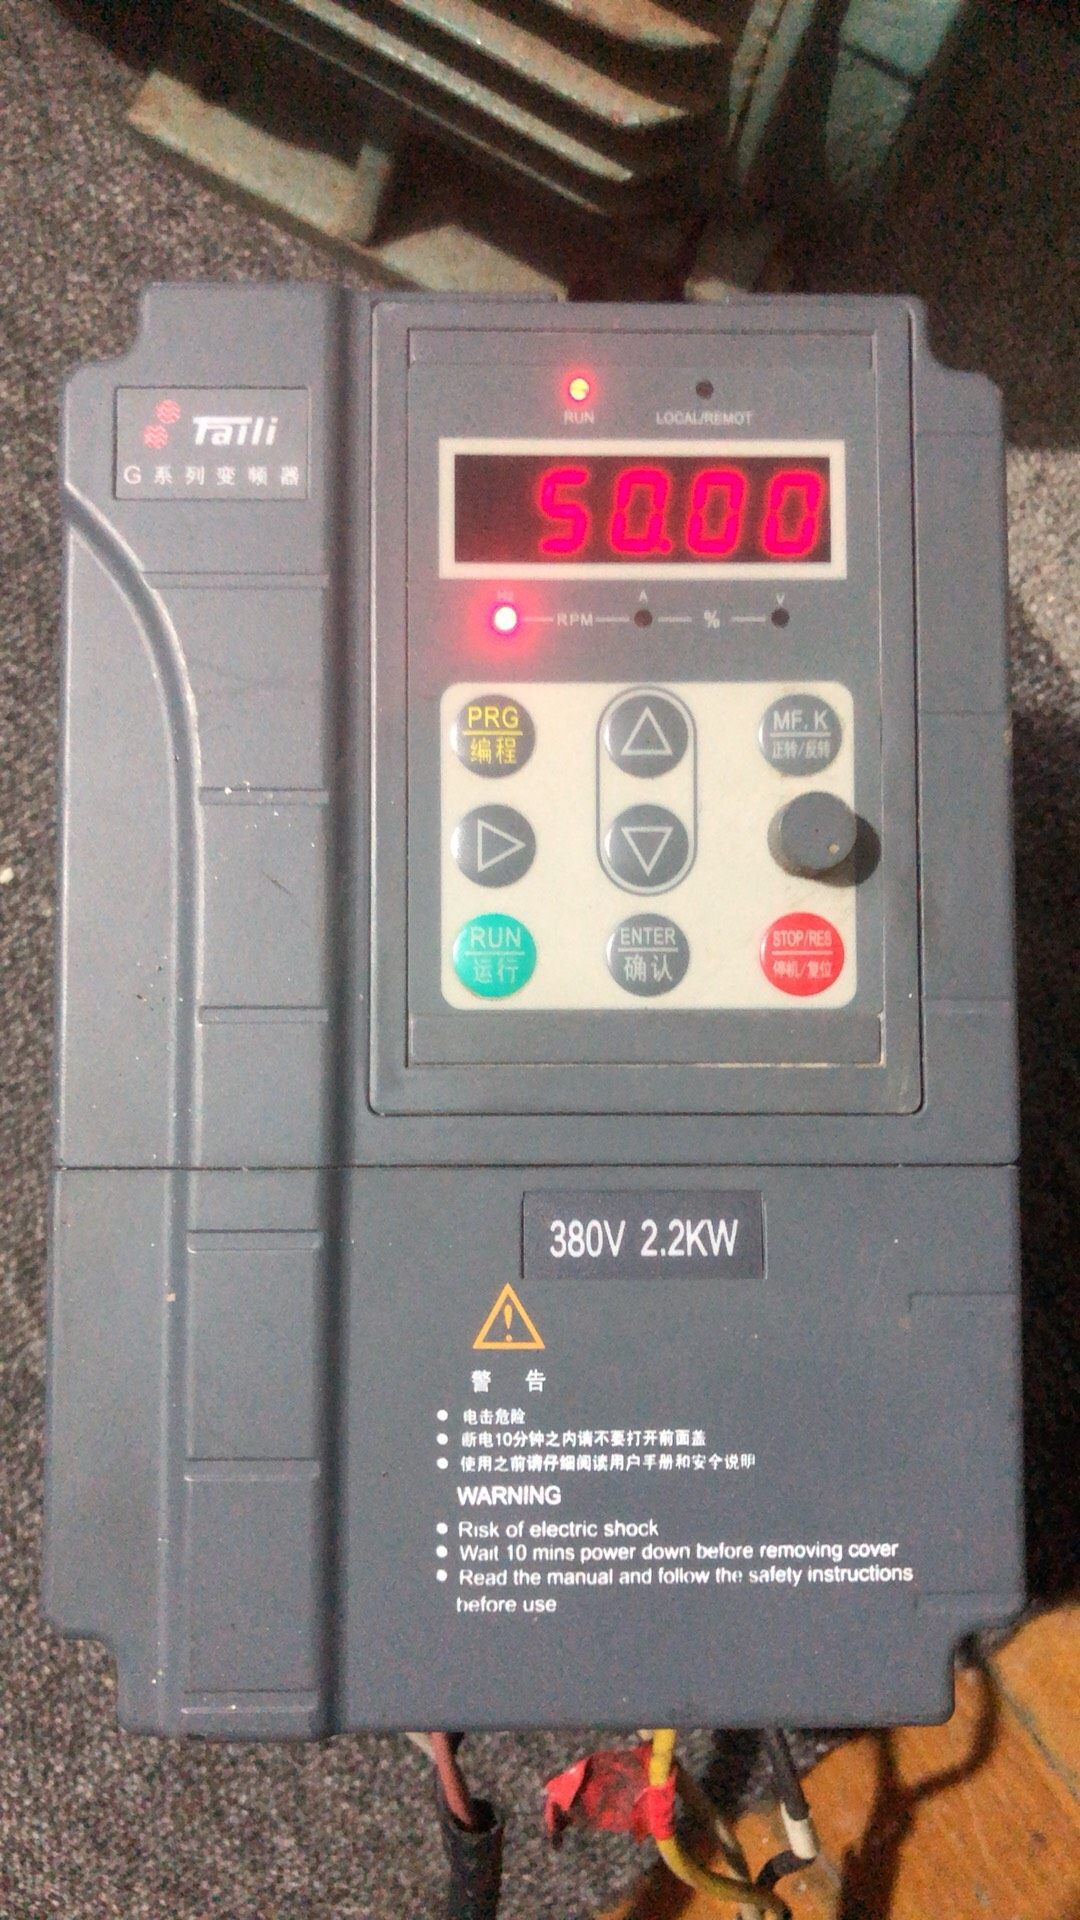 RUN
LOCAL/REMOT
Taili
G系列变频器
50.00
Hz
RPM
A
%
V
PRG
编程
MF.K
正转/反转
RUN
运行
ENTER
确认
STOP/RES
停机/复位
380V 2.2KW
警 告
● 电击危险
● 断电10分钟之内请不要打开前面盖
● 使用之前请仔细阅读用户手册和安全说明
WARNING
● Risk of electric shock
● Wait 10 mins power down before removing cover
● Read the manual and follow the safety instructions
before use